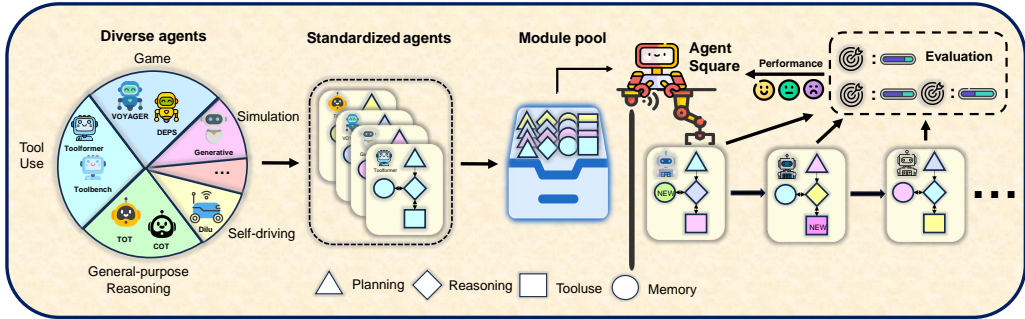 Diverse agents
Game
VOYAGER
DEPS
Simulation
Generative
...
Tool
Use
Toolformer
Toolbench
TOT
COT
Dilu
Self-driving
General-purpose
Reasoning
Standardized agents
Toolformer
Module pool
Agent
Square
Performance
Evaluation
:
:
:
NEW
NEW
...
Planning
Reasoning
Tooluse
Memory